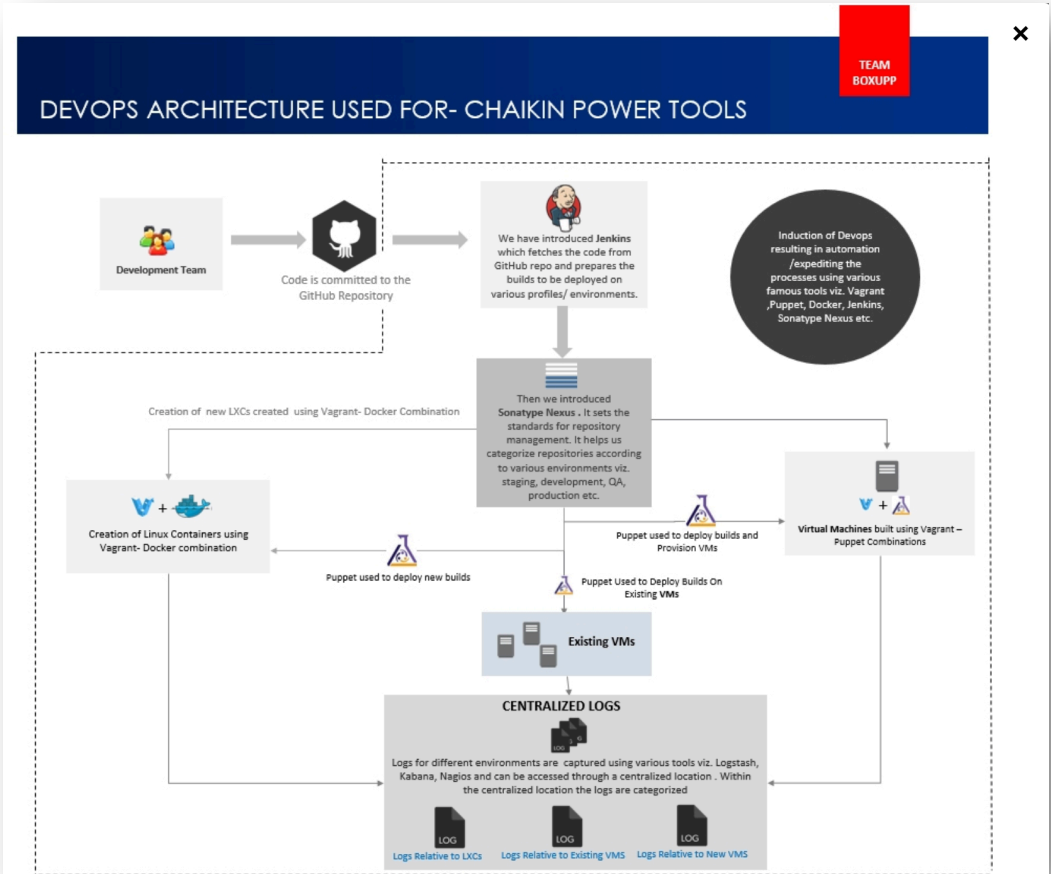 TEAM
BOXUPP
DEVOPS ARCHITECTURE USED FOR- CHAIKIN POWER TOOLS
Development Team
Code is committed to the
GitHub Repository
We have introduced Jenkins
which fetches the code from
GitHub repo and prepares the
builds to be deployed on
various profiles/ environments.
Induction of Devops
resulting in automation
/expediting the
processes using various
famous tools viz. Vagrant
,Puppet, Docker, Jenkins,
Sonatype Nexus etc.
Then we introduced
Sonatype Nexus . It sets the
standards for repository
management. It helps us
categorize repositories according
to various environments viz.
staging, development, QA,
production etc.
Creation of new LXCs created using Vagrant- Docker Combination
+
Creation of Linux Containers using
Vagrant- Docker combination
+
Virtual Machines built using Vagrant –
Puppet Combinations
Puppet used to deploy builds and
Provision VMs
Puppet used to deploy new builds
Puppet Used to Deploy Builds On
Existing VMs
Existing VMs
CENTRALIZED LOGS
LOG
Logs for different environments are captured using various tools viz. Logstash,
Kabana, Nagios and can be accessed through a centralized location . Within
the centralized location the logs are categorized
LOG
LOG
LOG
Logs Relative to LXCs
Logs Relative to Existing VMS
Logs Relative to New VMS